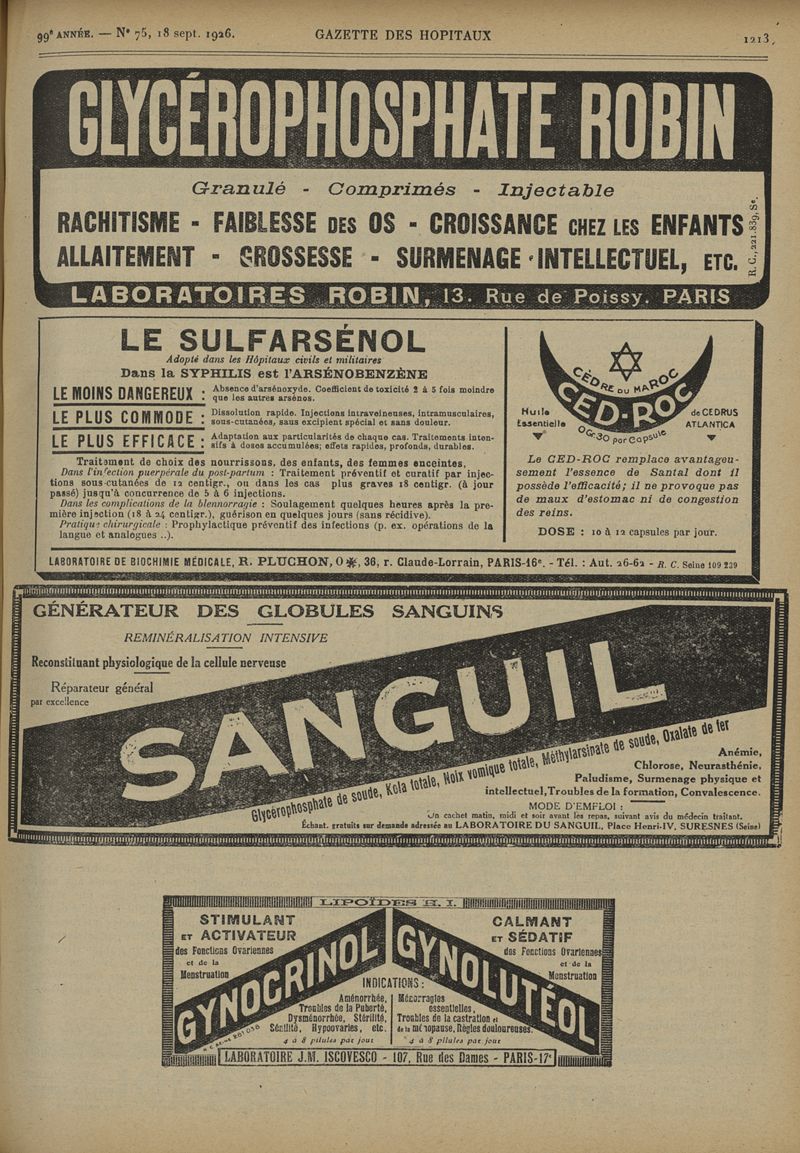 99e ANNÉE. — N° 75, 18 sept. 1926.
GAZETTE DES HOPITAUX
1213
GLYCÉROPHOSPHATE ROBIN
Granulé - Comprimés - Injectable
RACHITISME - FAIBLESSE DES OS - CROISSANCE CHEZ LES ENFANTS
ALLAITEMENT - GROSSESSE - SURMENAGE INTELLECTUEL, ETC.
R. C., 221.839, Se.
LABORATOIRES ROBIN, 13. Rue de Poissy. PARIS
LE SULFARSÉNOL
Adopté dans les Hôpitaux civils et militaires
Dans la SYPHILIS est l'ARSÉNOBENZÈNE
LE MOINS DANGEREUX : Absence d'arsénoxyde. Coefficient de toxicité 2 à 5 fois moindre
que les autres arsénos.
LE PLUS COMMODE : Dissolution rapide. Injections intraveineuses, intramusculaires,
sous-cutanées, sans excipient spécial et sans douleur.
LE PLUS EFFICACE : Adaptation aux particularités de chaque cas. Traitements inten-
sifs à doses accumulées; effets rapides, profonds, durables.
Traitement de choix des nourrissons, des enfants, des femmes enceintes.
Dans l'infection puerpérale du post-partum : Traitement préventif et curatif par injec-
tions sous-cutanées de 12 centigr., ou dans les cas plus graves 18 centigr. (à jour
passé) jusqu'à concurrence de 5 à 6 injections.
Dans les complications de la blennorragie : Soulagement quelques heures après la pre-
mière injection (18 à 24 centigr.), guérison en quelques jours (sans récidive).
Pratique chirurgicale : Prophylactique préventif des infections (p. ex. opérations de la
langue et analogues ..).
CÈDRE DU MAROC
CED-ROC
Huile
Essentielle
de CEDRUS
ATLANTICA
0gr30 par Capsule
Le CED-ROC remplace avantageu-
sement l'essence de Santal dont il
possède l'efficacité; il ne provoque pas
de maux d'estomac ni de congestion
des reins.
DOSE : 10 à 12 capsules par jour.
LABORATOIRE DE BIOCHIMIE MÉDICALE, R. PLUCHON, O✻, 36, r. Claude-Lorrain, PARIS-16e. - Tél. : Aut. 26-62 - R. C. Seine 109 239
GÉNÉRATEUR DES GLOBULES SANGUINS
REMINÉRALISATION INTENSIVE
Reconstituant physiologique de la cellule nerveuse
Réparateur général
par excellence
SANGUIL
Glycérophosphate de soude, Kola totale, Noix vomique totale, Méthylarsinate de soude, Oxalate de fer
Anémie,
Chlorose, Neurasthénie,
Paludisme, Surmenage physique et
intellectuel, Troubles de la formation, Convalescence.
MODE D'EMPLOI :
Un cachet matin, midi et soir avant les repas, suivant avis du médecin traitant.
Échant. gratuits sur demande adressée au LABORATOIRE DU SANGUIL, Place Henri-IV, SURESNES (Seine)
LIPOÏDES H. I.
STIMULANT
ET ACTIVATEUR
des Fonctions Ovariennes
et de la
Menstruation
GYNOCRINOL
CALMANT
ET SÉDATIF
des Fonctions Ovariennes
et de la
Menstruation
GYNOLUTÉOL
INDICATIONS :
Aménorrhée,
Troubles de la Puberté,
Dysménorrhée, Stérilité,
Sénilité, Hypoovaries, etc.
4 à 8 pilules par jour
Ménorragies
essentielles,
Troubles de la castration et
de la ménopause, Règles douloureuses.
4 à 8 pilules par jour
LABORATOIRE J.M. ISCOVESCO - 107, Rue des Dames - PARIS-17e